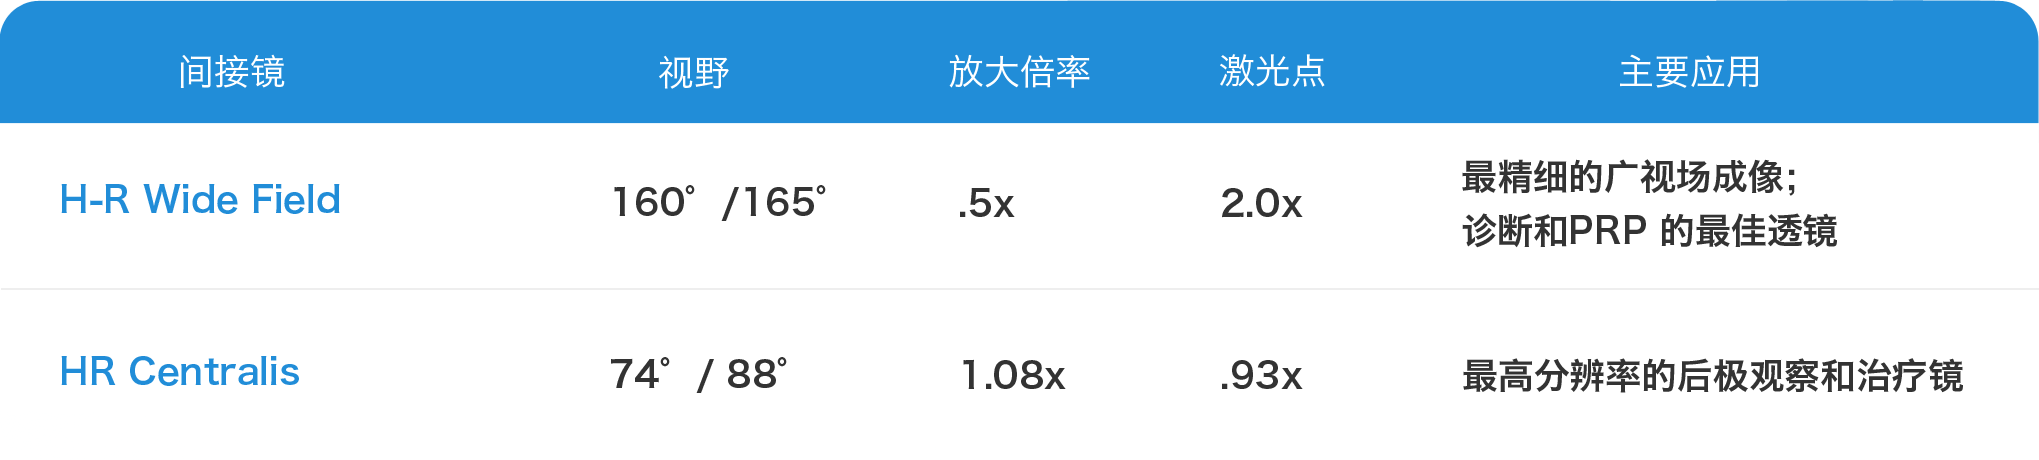 间接镜 视野 放大倍率 激光点 主要应用
H-R Wide Field 160° /165° .5x 2.0x 最精细的广视场成像;
诊断和PRP 的最佳透镜
HR Centralis 74° / 88° 1.08x .93x 最高分辨率的后极观察和治疗镜